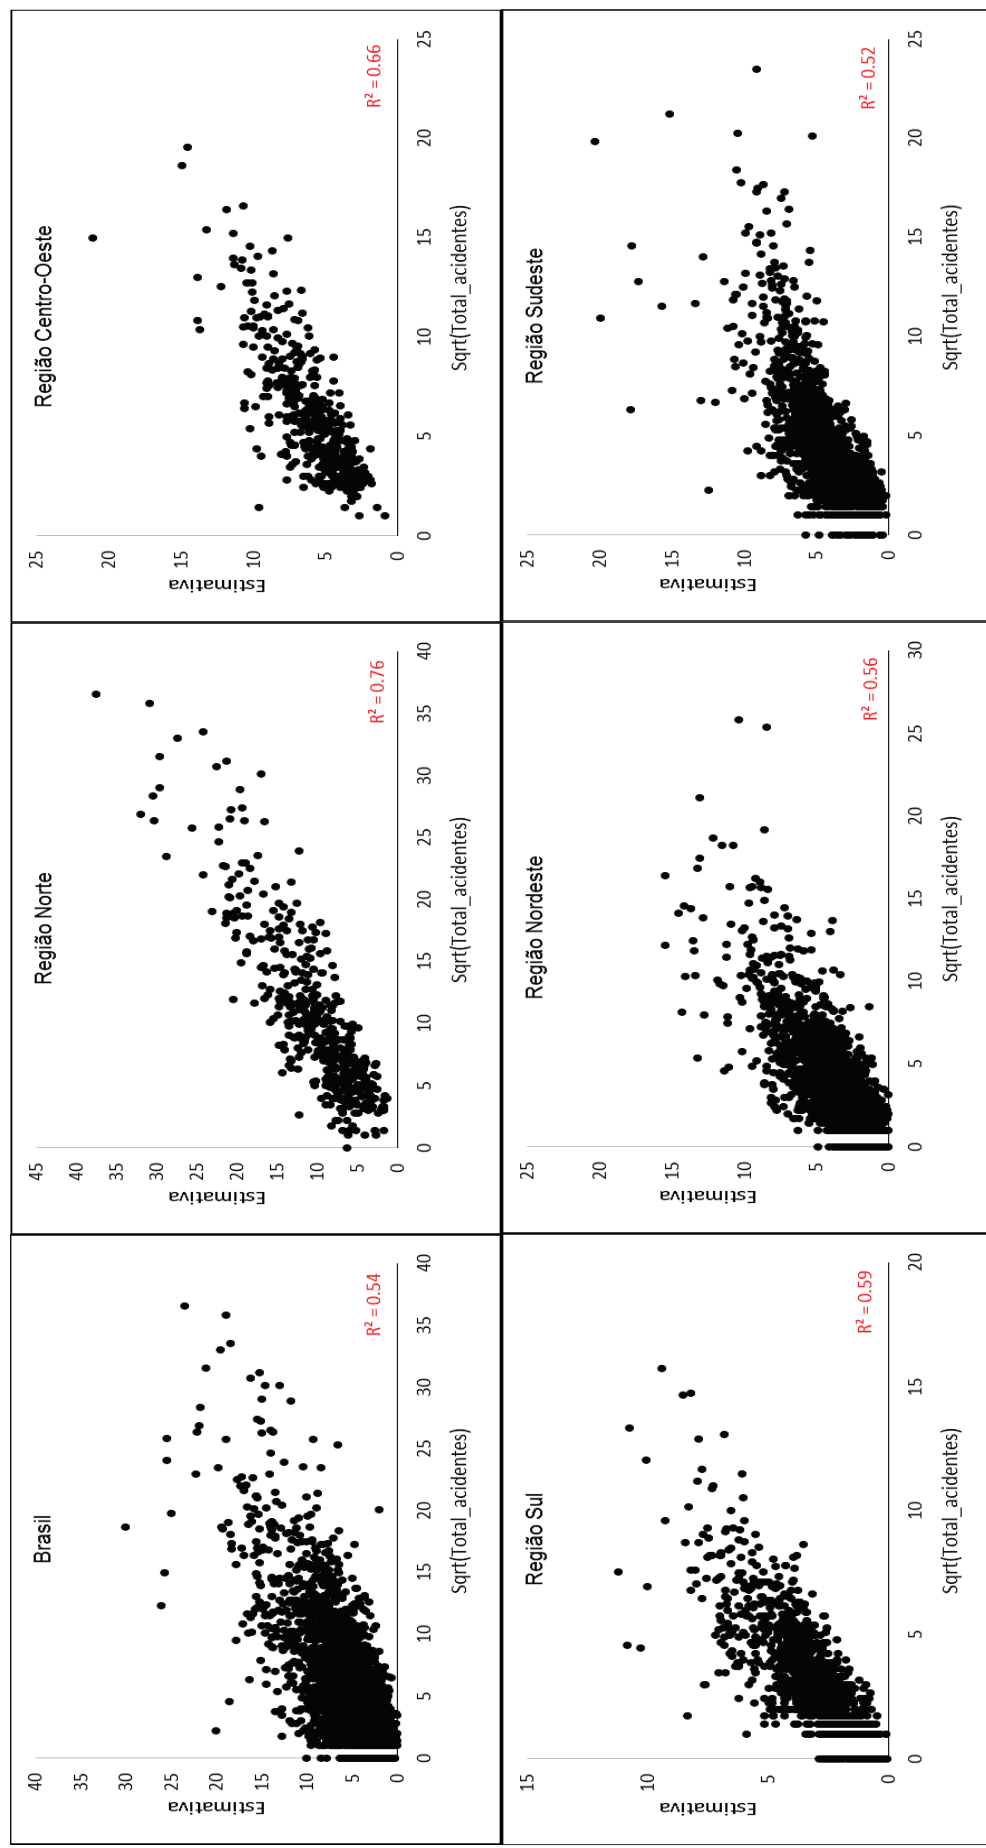 Brasil
Estimativa
40
35
30
25
20
15
10
5
0
0 5 10 15 20 25 30 35 40
Sqrt(Total_acidentes)
R² = 0.54
Região Norte
Estimativa
45
40
35
30
25
20
15
10
5
0
0 5 10 15 20 25 30 35 40
Sqrt(Total_acidentes)
R² = 0.76
Região Centro-Oeste
Estimativa
25
20
15
10
5
0
0 5 10 15 20 25
Sqrt(Total_acidentes)
R² = 0.66
Região Sul
Estimativa
15
10
5
0
0 5 10 15 20
Sqrt(Total_acidentes)
R² = 0.59
Região Nordeste
Estimativa
25
20
15
10
5
0
0 5 10 15 20 25 30
Sqrt(Total_acidentes)
R² = 0.56
Região Sudeste
Estimativa
25
20
15
10
5
0
0 5 10 15 20 25
Sqrt(Total_acidentes)
R² = 0.52